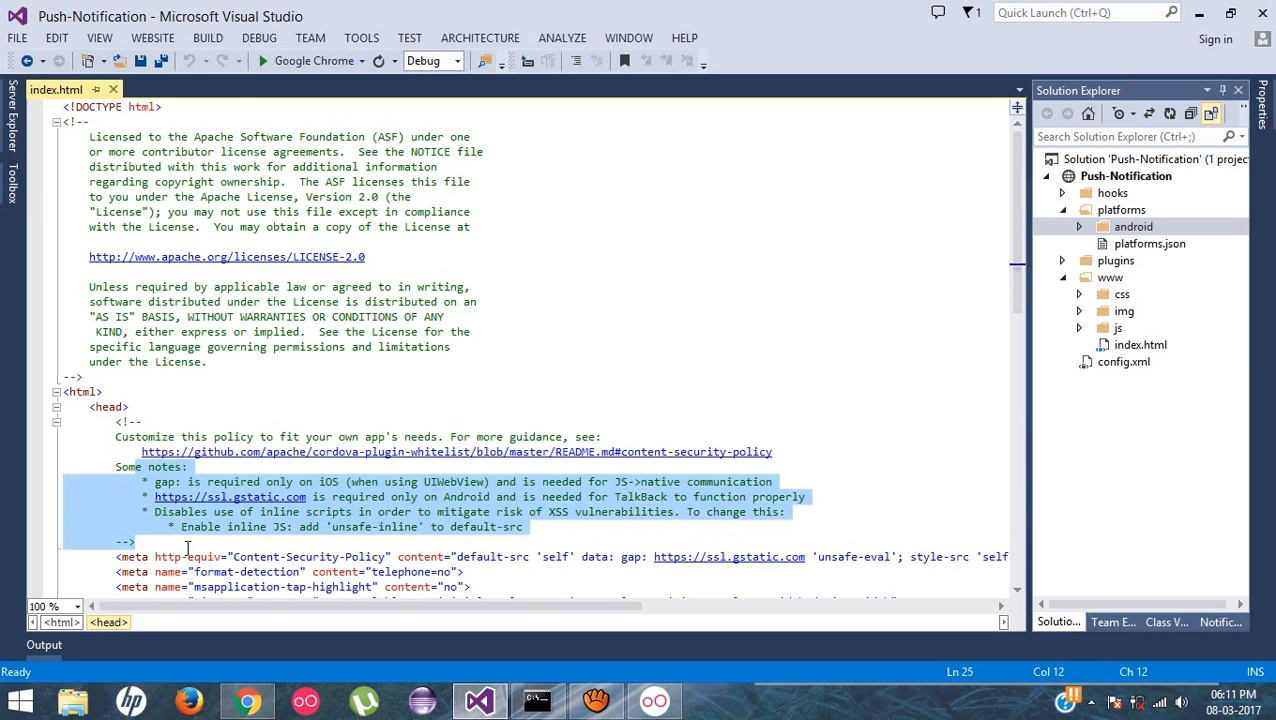 Push-Notification - Microsoft Visual Studio
1
Quick Launch (Ctrl+Q)
FILE EDIT VIEW WEBSITE BUILD DEBUG TEAM TOOLS TEST ARCHITECTURE ANALYZE WINDOW HELP
Sign in
Google Chrome
Debug
Server Explorer
Toolbox
index.html
<!DOCTYPE html>
<!--
Licensed to the Apache Software Foundation (ASF) under one
or more contributor license agreements.  See the NOTICE file
distributed with this work for additional information
regarding copyright ownership.  The ASF licenses this file
to you under the Apache License, Version 2.0 (the
"License"); you may not use this file except in compliance
with the License.  You may obtain a copy of the License at
http://www.apache.org/licenses/LICENSE-2.0
Unless required by applicable law or agreed to in writing,
software distributed under the License is distributed on an
"AS IS" BASIS, WITHOUT WARRANTIES OR CONDITIONS OF ANY
KIND, either express or implied.  See the License for the
specific language governing permissions and limitations
under the License.
-->
<html>
<head>
<!--
Customize this policy to fit your own app's needs. For more guidance, see:
https://github.com/apache/cordova-plugin-whitelist/blob/master/README.md#content-security-policy
Some notes:
* gap: is required only on iOS (when using UIWebView) and is needed for JS->native communication
* https://ssl.gstatic.com is required only on Android and is needed for TalkBack to function properly
* Disables use of inline scripts in order to mitigate risk of XSS vulnerabilities. To change this:
* Enable inline JS: add 'unsafe-inline' to default-src
-->
<meta http-equiv="Content-Security-Policy" content="default-src 'self' data: gap: https://ssl.gstatic.com 'unsafe-eval'; style-src 'self
<meta name="format-detection" content="telephone=no">
<meta name="msapplication-tap-highlight" content="no">
100 %
<html> <head>
Output
Solution Explorer
Search Solution Explorer (Ctrl+;)
Solution 'Push-Notification' (1 projec
Push-Notification
hooks
platforms
android
platforms.json
plugins
www
css
img
js
index.html
config.xml
Solutio... Team E... Class V... Notific...
Properties
Ready
Ln 25
Col 12
Ch 12
INS
hp
06:11 PM
08-03-2017